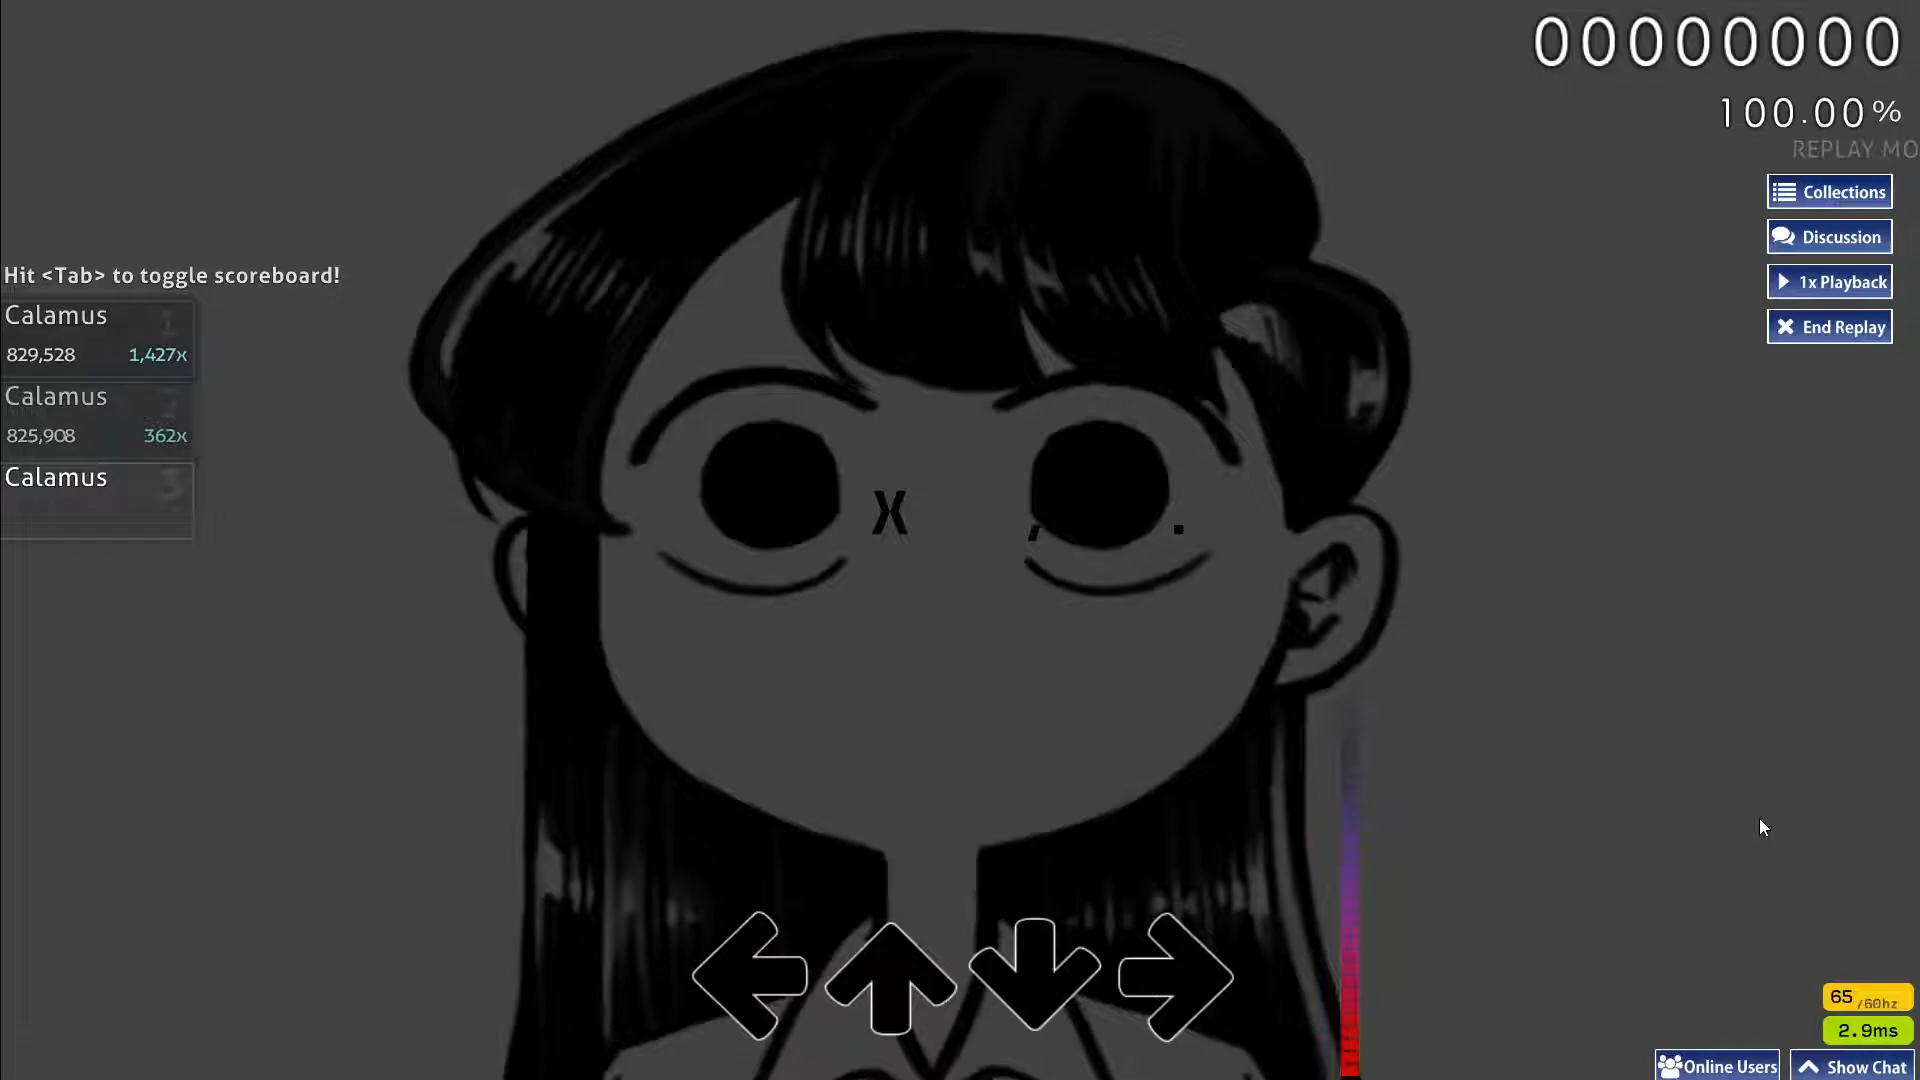 00000000
100.00%
REPLAY MO
Collections
Discussion
1x Playback
End Replay
Hit <Tab> to toggle scoreboard!
Calamus
829,528 1,427x
Calamus
825,908 362x
Calamus
X , .
65 /60hz
2.9ms
Online Users
Show Chat